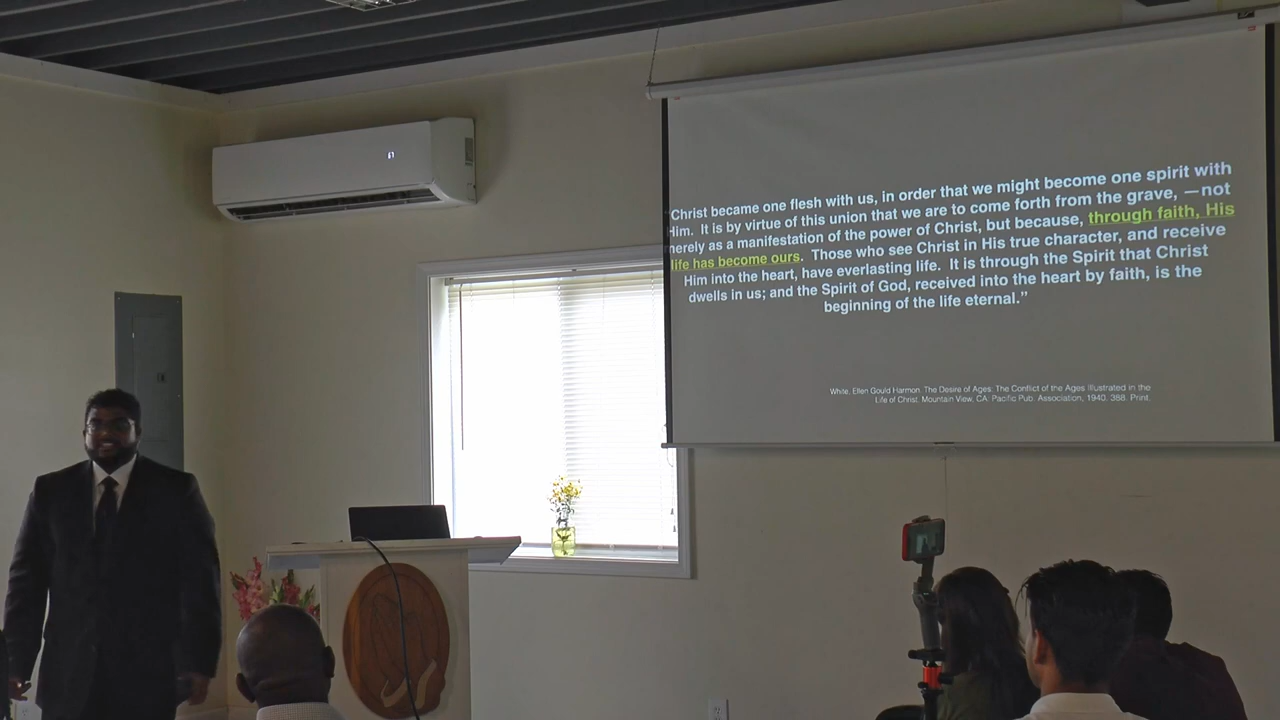 Christ became one flesh with us, in order that we might become one spirit with
Him. It is by virtue of this union that we are to come forth from the grave, —not
merely as a manifestation of the power of Christ, but because, through faith, His
life has become ours. Those who see Christ in His true character, and receive
Him into the heart, have everlasting life. It is through the Spirit that Christ
dwells in us; and the Spirit of God, received into the heart by faith, is the
beginning of the life eternal.”
White, Ellen Gould Harmon. The Desire of Ages: The Conflict of the Ages Illustrated in the
Life of Christ. Mountain View, CA: Pacific Pub. Association, 1940. 388. Print.